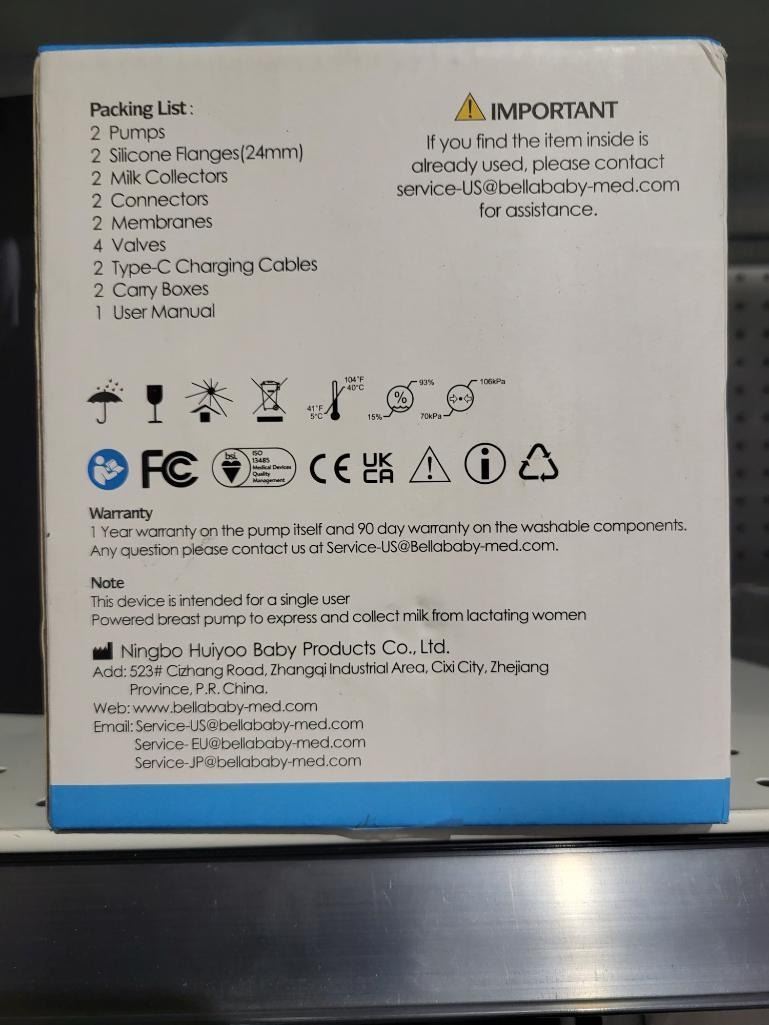 Packing List:
2 Pumps
2 Silicone Flanges(24mm)
2 Milk Collectors
2 Connectors
2 Membranes
4 Valves
2 Type-C Charging Cables
2 Carry Boxes
1 User Manual
IMPORTANT
If you find the item inside is
already used, please contact
service-US@bellababy-med.com
for assistance.
104°F
40°C
41°F
5°C
%
93%
15%
106kPa
70kPa
FC
bsi.
ISO
13485
Medical Devices
Quality
Management
CE
UK
CA
Warranty
1 Year warranty on the pump itself and 90 day warranty on the washable components.
Any question please contact us at Service-US@Bellababy-med.com.
Note
This device is intended for a single user
Powered breast pump to express and collect milk from lactating women
Ningbo Huiyoo Baby Products Co., Ltd.
Add: 523# Cizhang Road, Zhangqi Industrial Area, Cixi City, Zhejiang
Province, P.R. China.
Web: www.bellababy-med.com
Email: Service-US@bellababy-med.com
Service- EU@bellababy-med.com
Service-JP@bellababy-med.com